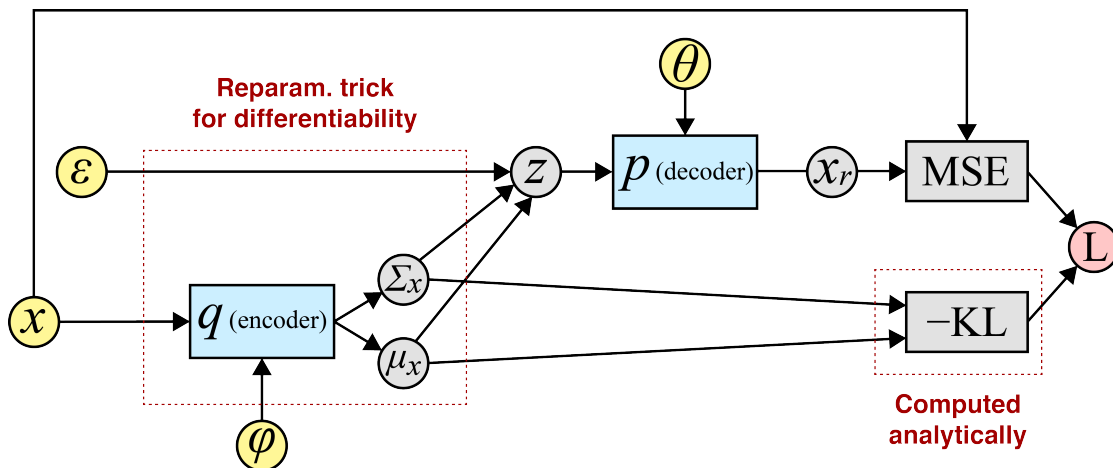 θ
Reparam. trick
for differentiability
ε
z
p (decoder)
x_r
MSE
L
Σ_x
x
q (encoder)
–KL
μ_x
Computed
analytically
φ